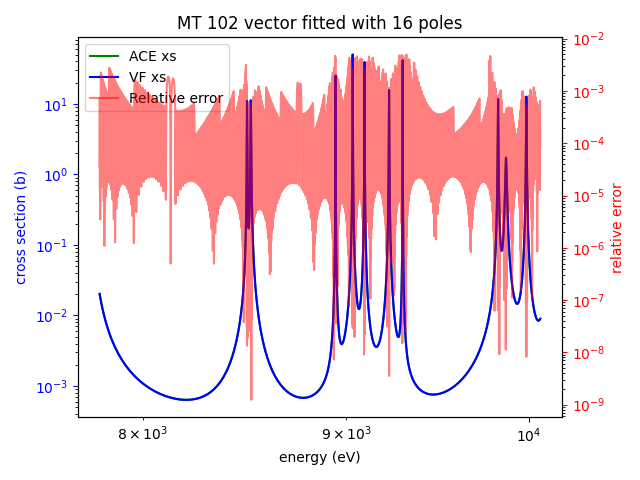 MT 102 vector fitted with 16 poles
ACE xs
VF xs
Relative error
cross section (b)
10¹
10⁰
10⁻¹
10⁻²
10⁻³
relative error
10⁻²
10⁻³
10⁻⁴
10⁻⁵
10⁻⁶
10⁻⁷
10⁻⁸
10⁻⁹
8 × 10³
9 × 10³
10⁴
energy (eV)